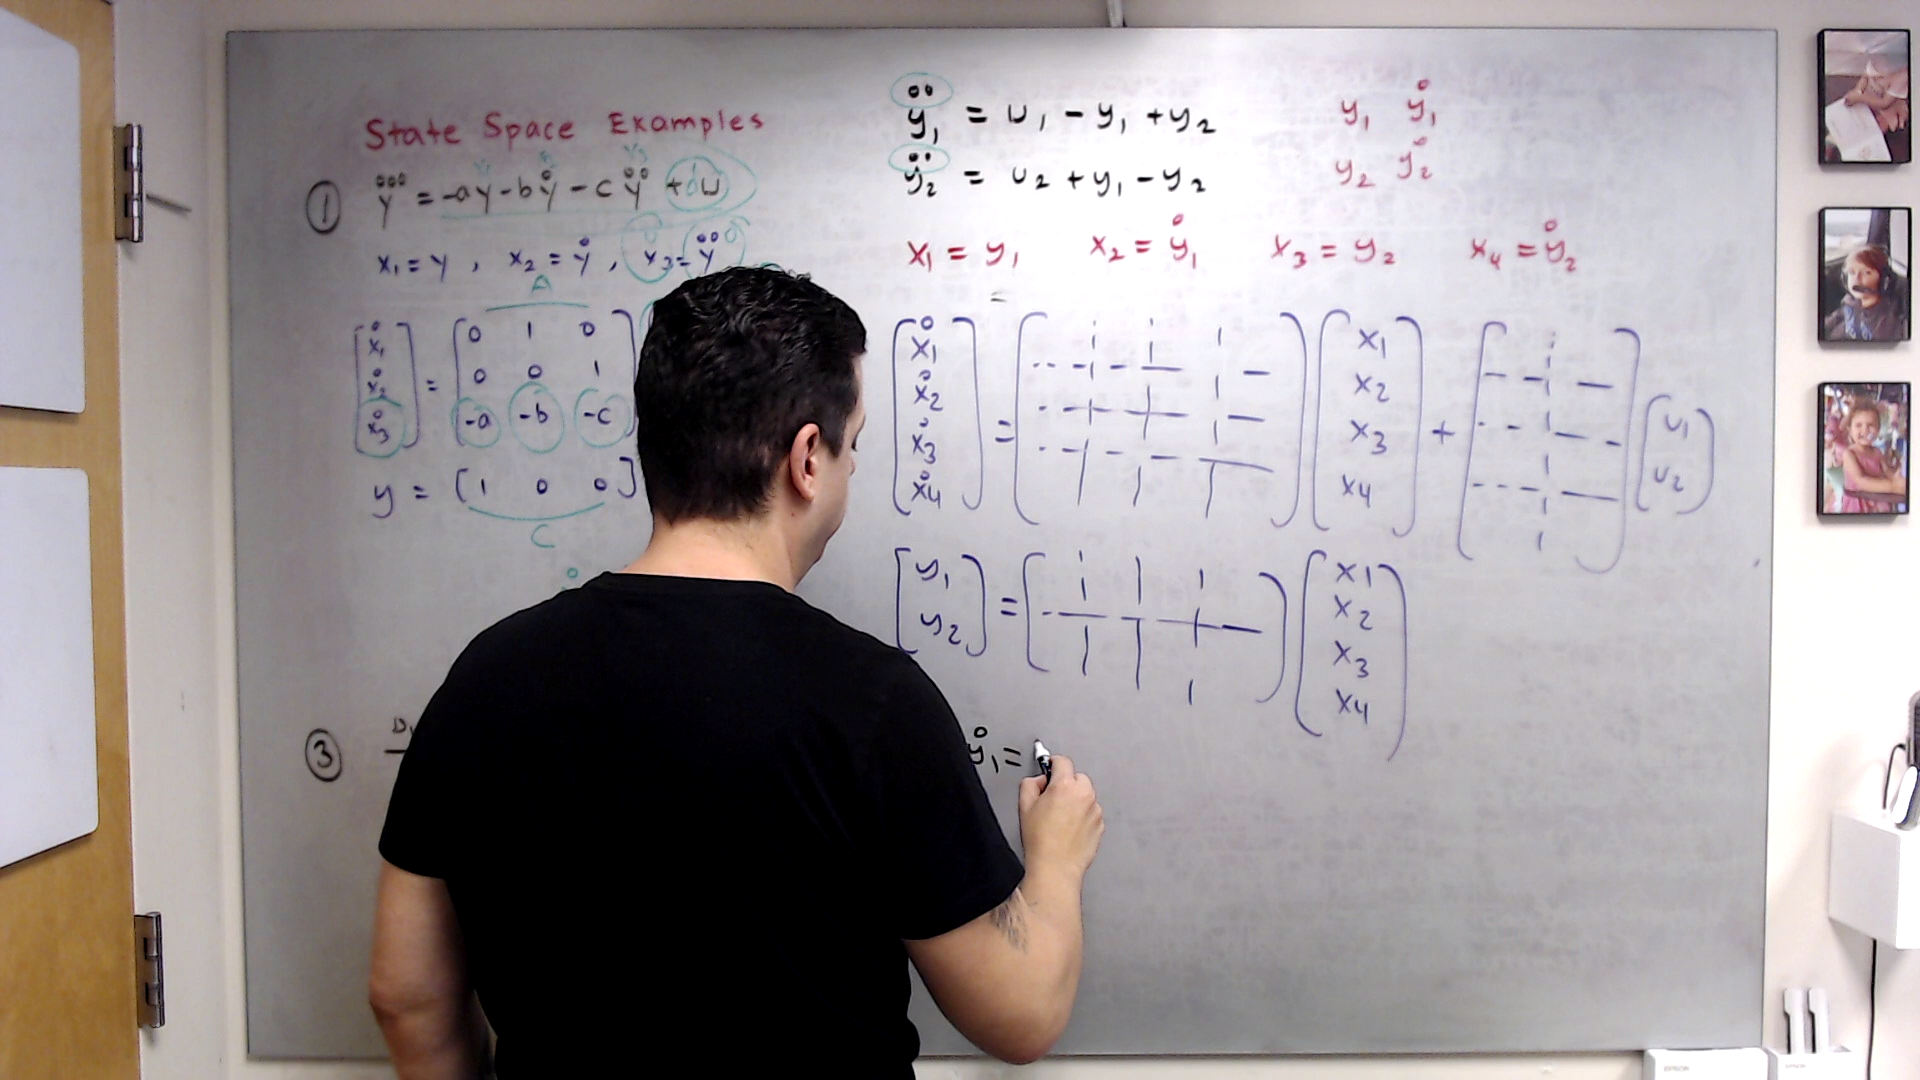 State Space Examples
① y⃛ = -ay - bẏ - cÿ + du
x₁ = y , x₂ = ẏ , x₃ = ÿ
A
[ẋ₁ ẋ₂ ẋ₃] = [0 1 0
0 0 1
-a -b -c]
y = [1 0 0]
C
③
ÿ₁ = u₁ - y₁ + y₂
ÿ₂ = u₂ + y₁ - y₂
y₁ ẏ₁
y₂ ẏ₂
x₁ = y₁ x₂ = ẏ₁ x₃ = y₂ x₄ = ẏ₂
[ẋ₁ ẋ₂ ẋ₃ ẋ₄] = [ ] [x₁ x₂ x₃ x₄] + [ ] [u₁ u₂]
[y₁ y₂] = [ ] [x₁ x₂ x₃ x₄]
ẏ₁ =
EPSON
EPSON